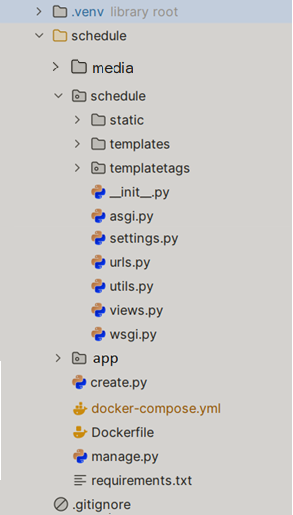 .venv library root
schedule
media
schedule
static
templates
templatetags
__init__.py
asgi.py
settings.py
urls.py
utils.py
views.py
wsgi.py
app
create.py
docker-compose.yml
Dockerfile
manage.py
requirements.txt
.gitignore